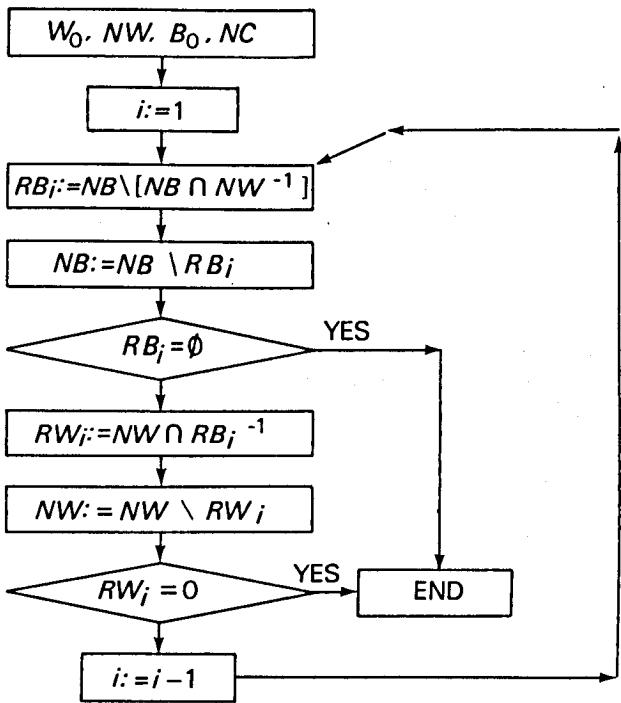 W₀, NW, B₀, NC
i:=1
RBᵢ:=NB\[NB ∩ NW⁻¹]
NB:=NB \ RBᵢ
RBᵢ=∅
YES
RWᵢ:=NW∩RBᵢ⁻¹
NW:=NW \ RWᵢ
RWᵢ=0
YES
END
i:=i-1